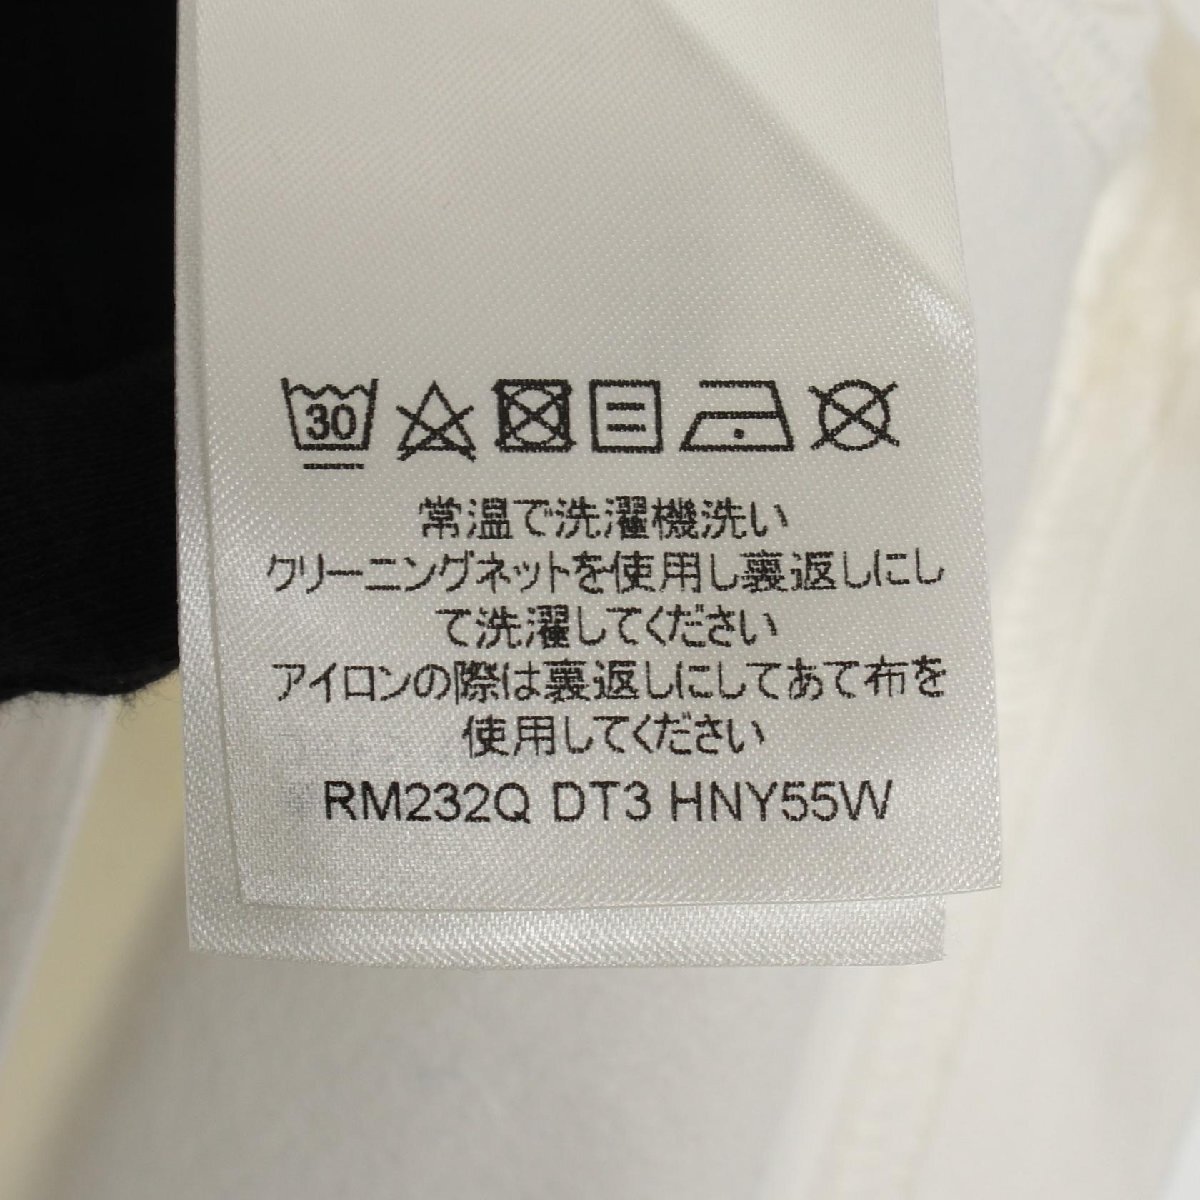 30
常温で洗濯機洗い
クリーニングネットを使用し裏返しにし
て洗濯してください
アイロンの際は裏返しにしてあて布を
使用してください
RM232Q DT3 HNY55W